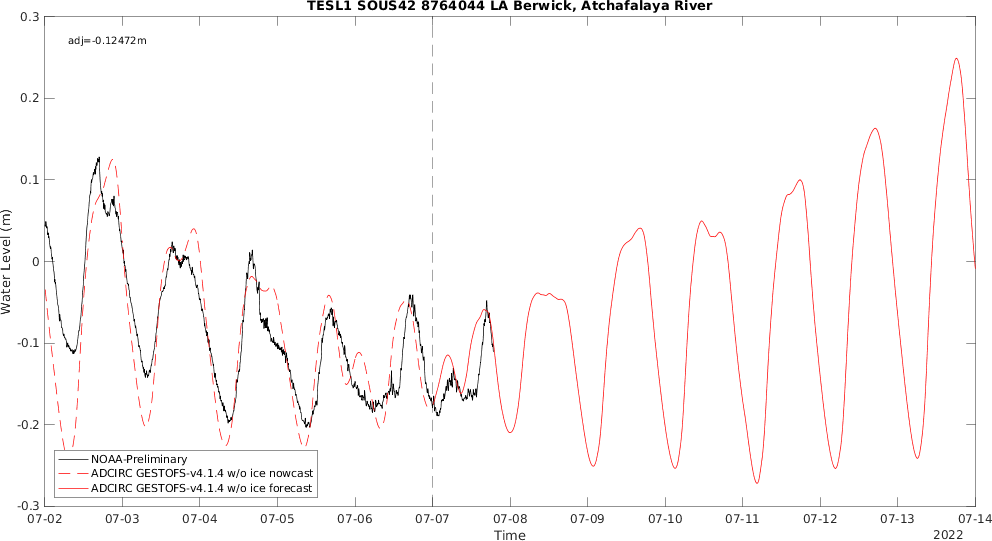 TESL1 SOUS42 8764044 LA Berwick, Atchafalaya River
adj=-0.12472m
0.3
0.2
0.1
0
-0.1
-0.2
-0.3
Water Level (m)
NOAA-Preliminary
ADCIRC GESTOFS-v4.1.4 w/o ice nowcast
ADCIRC GESTOFS-v4.1.4 w/o ice forecast
07-02 07-03 07-04 07-05 07-06 07-07 07-08 07-09 07-10 07-11 07-12 07-13 07-14
Time
2022